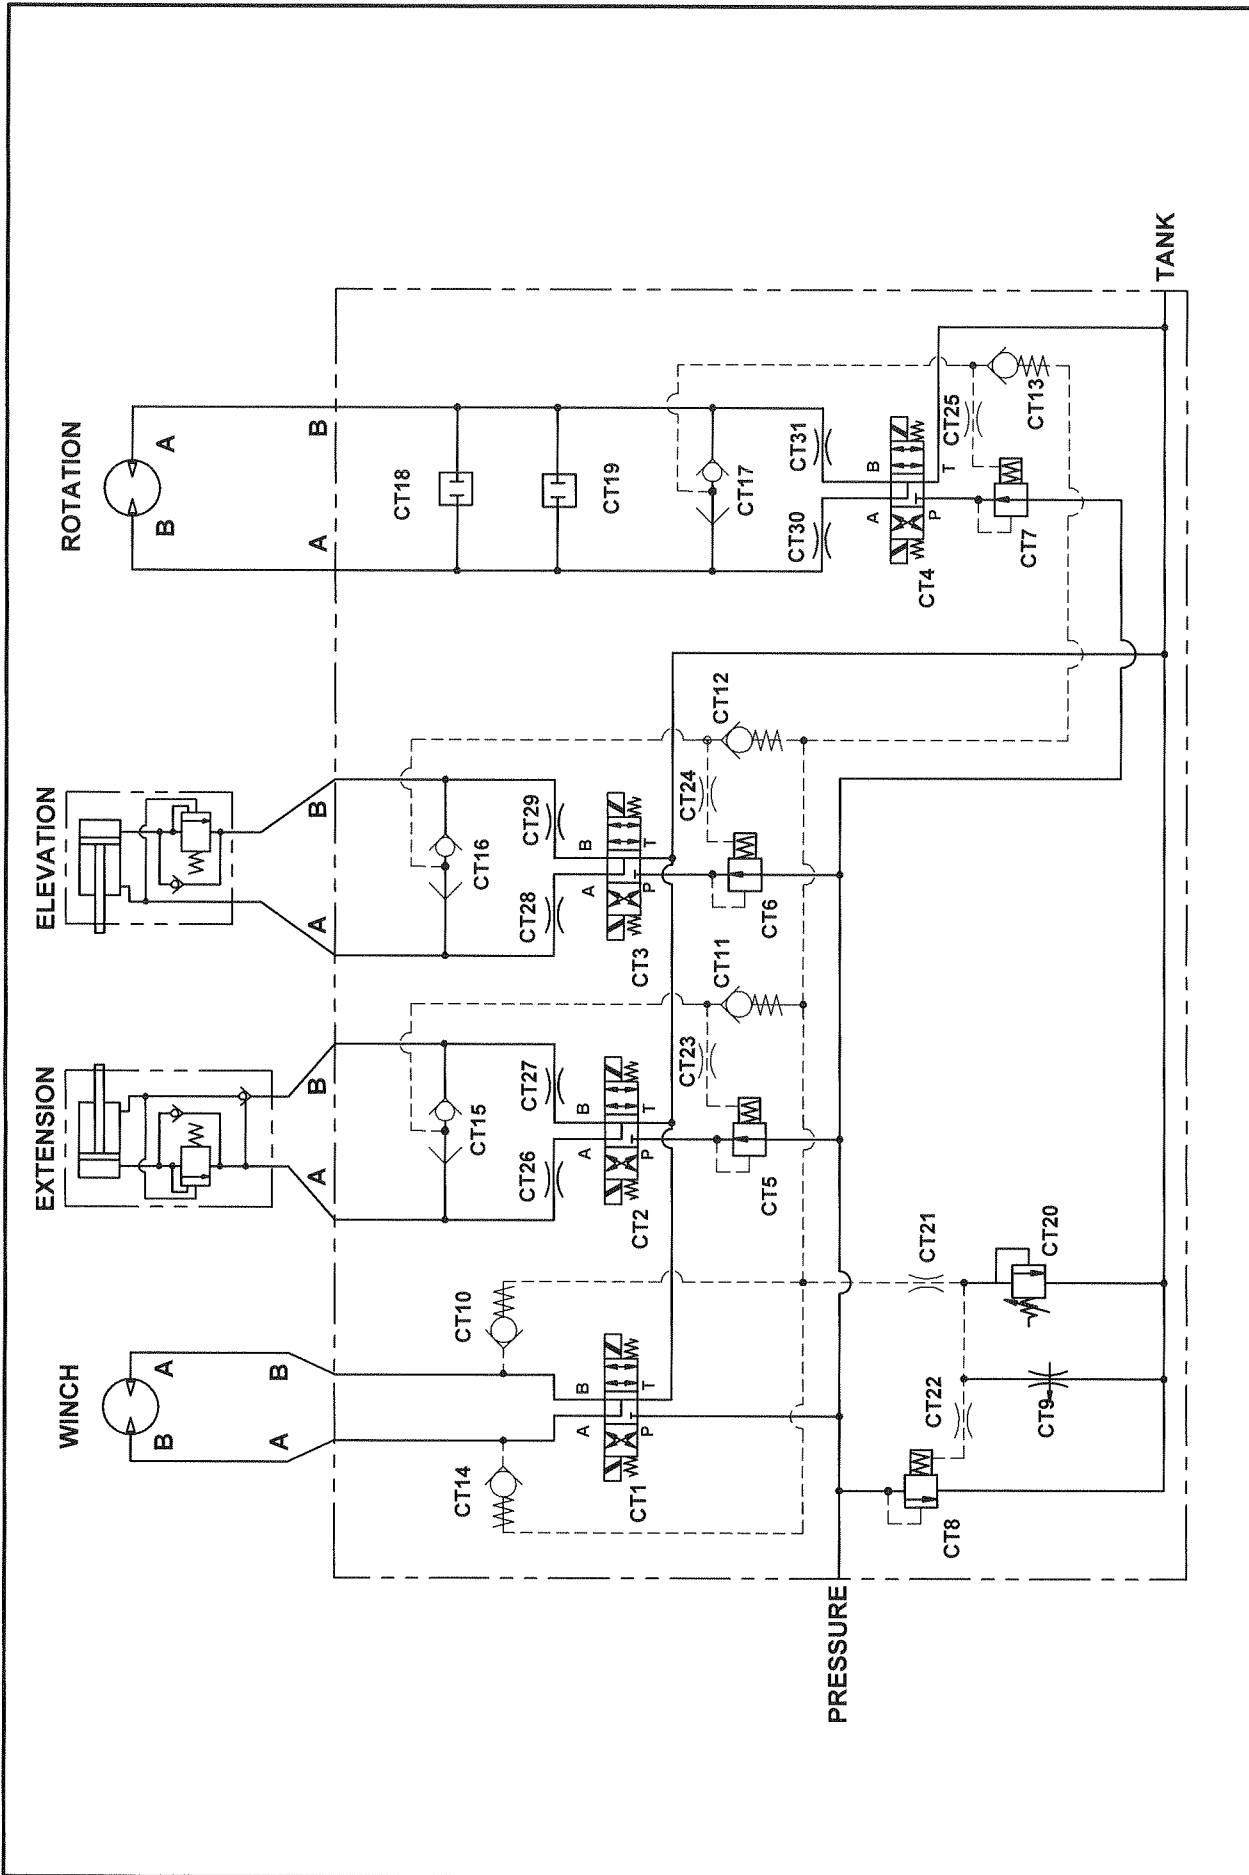 WINCH
EXTENSION
ELEVATION
ROTATION
B A
B A
A B
A B
A B
A B
CT18
CT19
CT14
CT10
CT15
CT16
CT17
CT26
CT27
CT28
CT29
CT30
CT31
A B
A B
A B
A B
P T
P T
P T
P T
CT1
CT2
CT3
CT4
CT23
CT11
CT24
CT12
CT25
CT13
CT5
CT6
CT7
PRESSURE
CT21
CT22
CT8
CT9
CT20
TANK